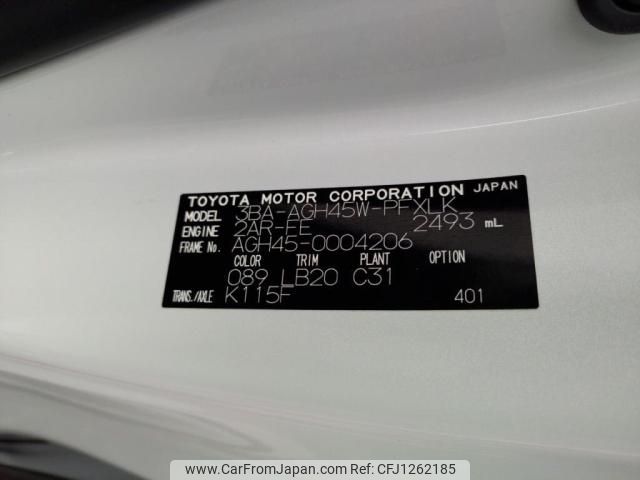 TOYOTA MOTOR CORPORATION JAPAN
MODEL 3BA-AGH45W-PFXLK
ENGINE 2AR-FE 2493 mL
FRAME No. AGH45-0004206
COLOR TRIM PLANT OPTION
089 LB20 C31
TRANS./AXLE K115F 401
www.CarFromJapan.com - CFJ1262185